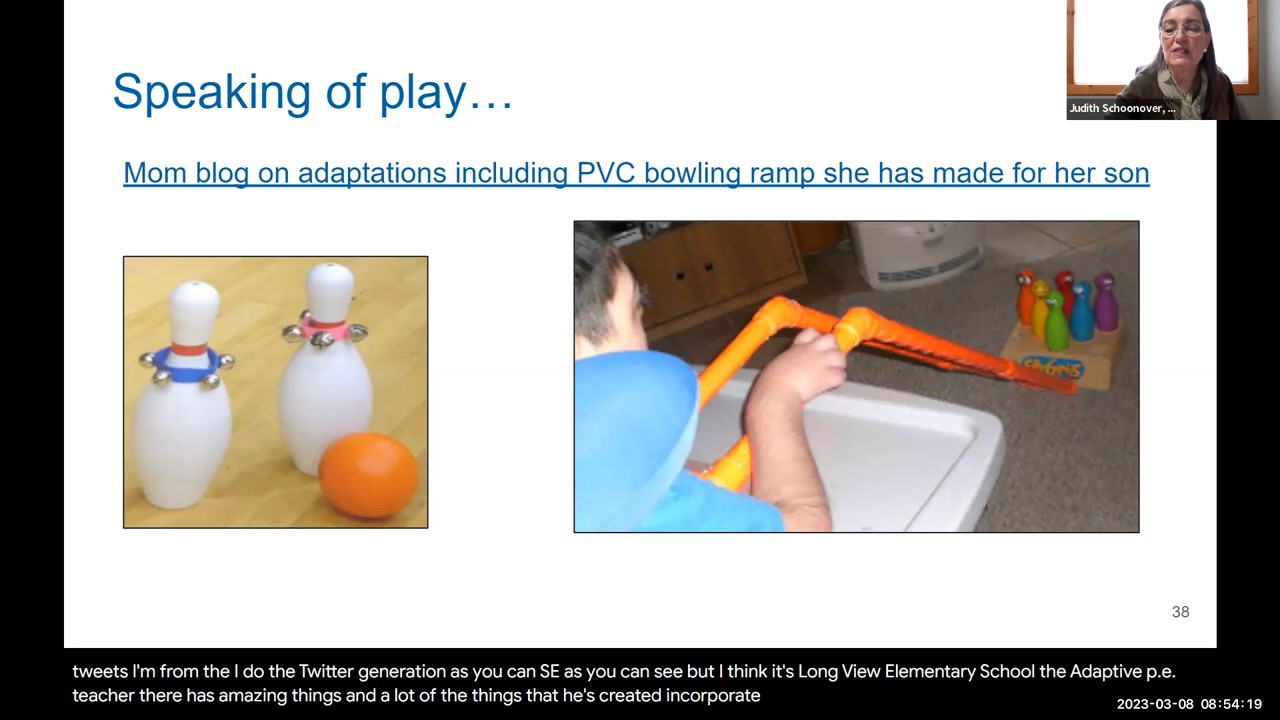 Judith Schoonover, ...
Speaking of play…
Mom blog on adaptations including PVC bowling ramp she has made for her son
38
tweets I'm from the I do the Twitter generation as you can SE as you can see but I think it's Long View Elementary School the Adaptive p.e.
teacher there has amazing things and a lot of the things that he's created incorporate
2023-03-08 08:54:19